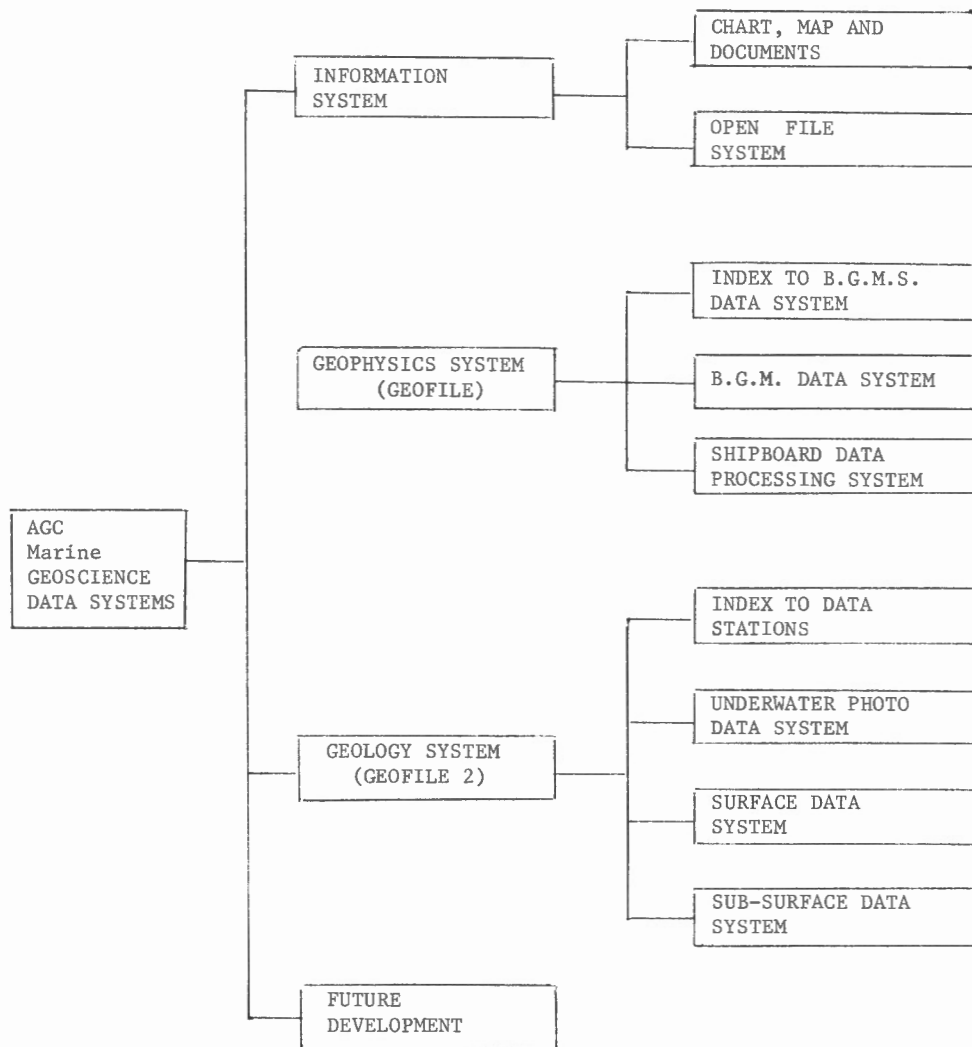 CHART, MAP AND
DOCUMENTS
INFORMATION
SYSTEM
OPEN FILE
SYSTEM
INDEX TO B.G.M.S.
DATA SYSTEM
GEOPHYSICS SYSTEM
(GEOFILE)
B.G.M. DATA SYSTEM
SHIPBOARD DATA
PROCESSING SYSTEM
AGC
Marine
GEOSCIENCE
DATA SYSTEMS
INDEX TO DATA
STATIONS
UNDERWATER PHOTO
DATA SYSTEM
GEOLOGY SYSTEM
(GEOFILE 2)
SURFACE DATA
SYSTEM
SUB-SURFACE DATA
SYSTEM
FUTURE
DEVELOPMENT